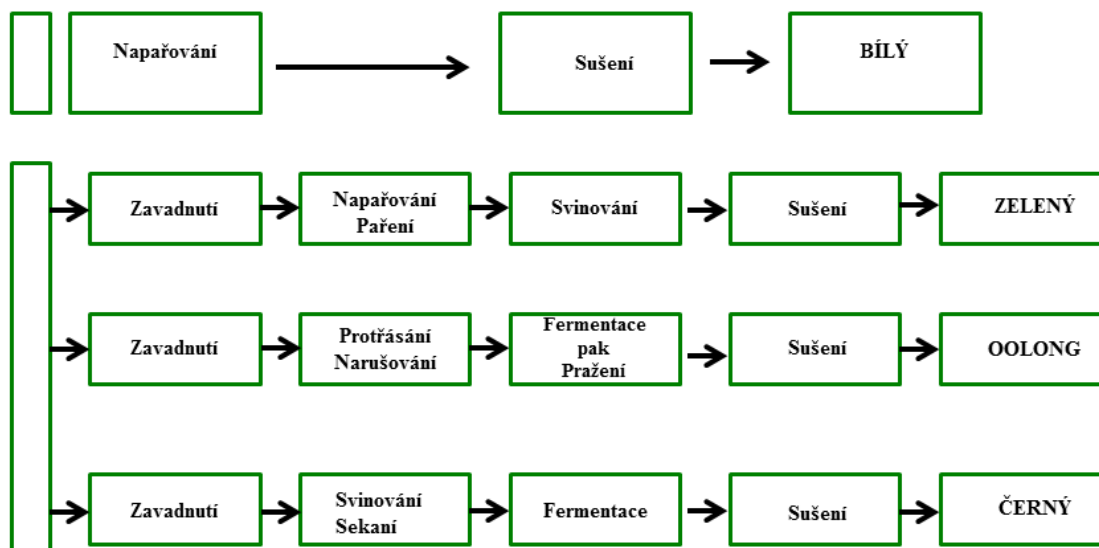 Napařování
Sušení
BÍLÝ
Zavadnutí
Napařování
Paření
Svinování
Sušení
ZELENÝ
Zavadnutí
Protřásání
Narušování
Fermentace
pak
Pražení
Sušení
OOLONG
Zavadnutí
Svinování
Sekaní
Fermentace
Sušení
ČERNÝ